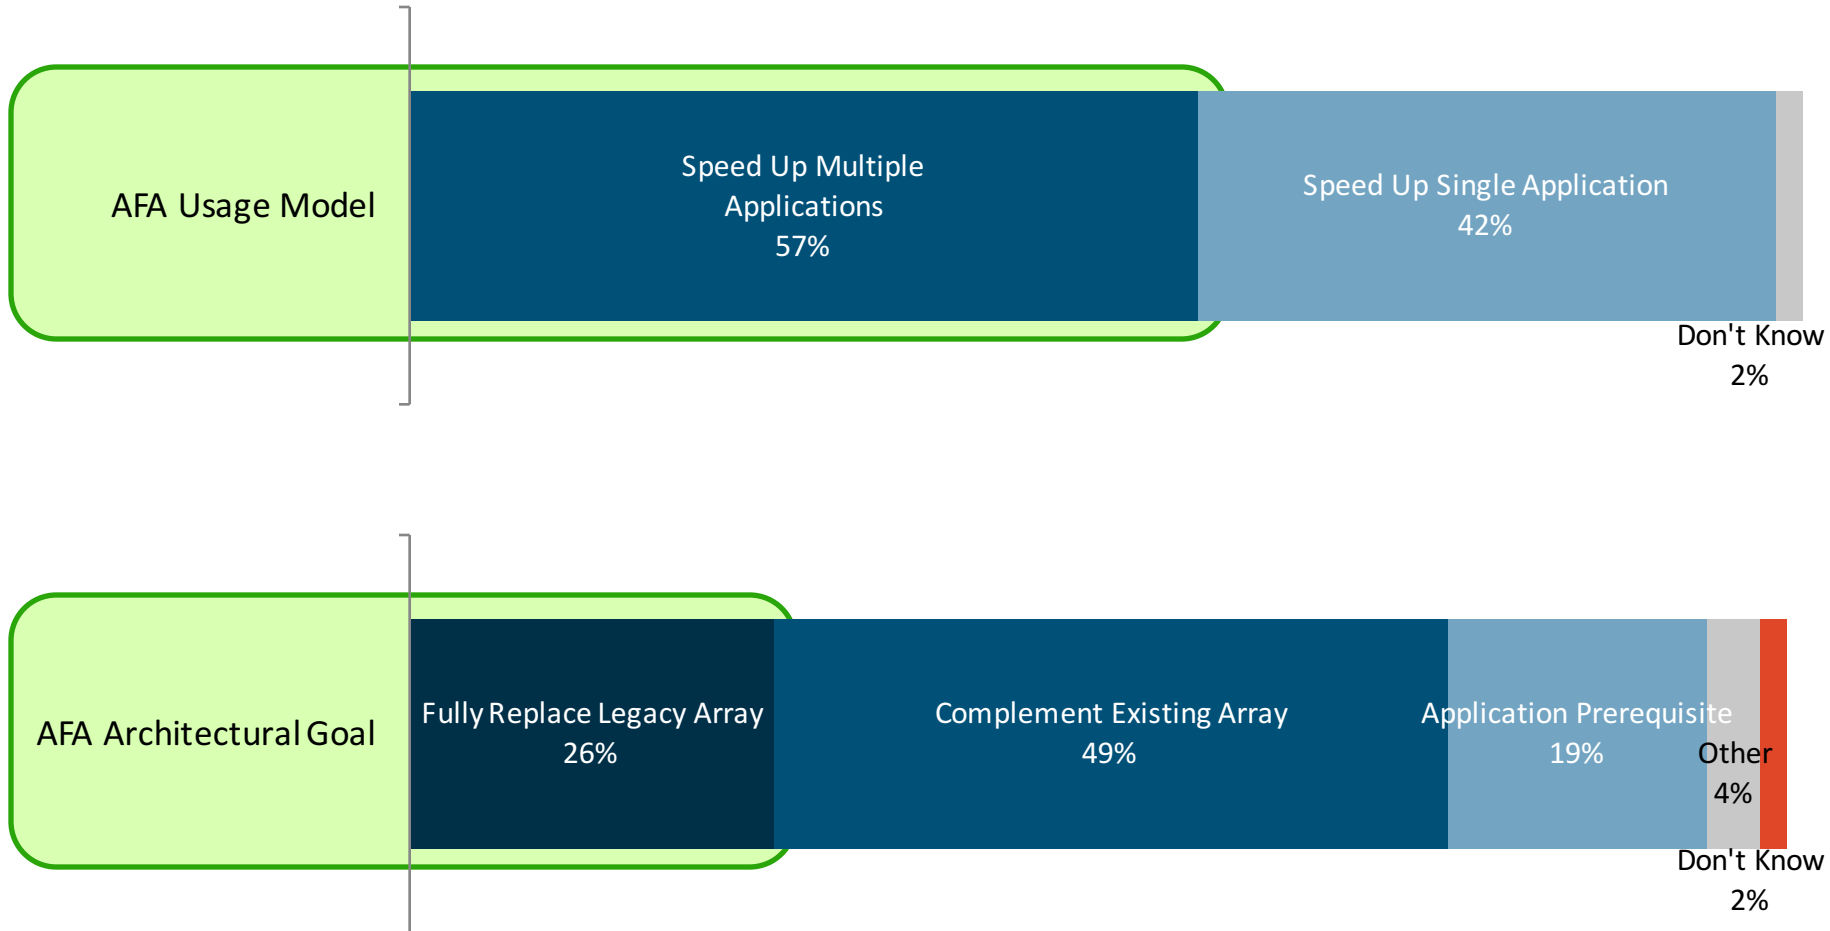 AFA Usage Model
Speed Up Multiple
Applications
57%
Speed Up Single Application
42%
Don't Know
2%
AFA Architectural Goal
Fully Replace Legacy Array
26%
Complement Existing Array
49%
Application Prerequisite
19%
Other
4%
Don't Know
2%